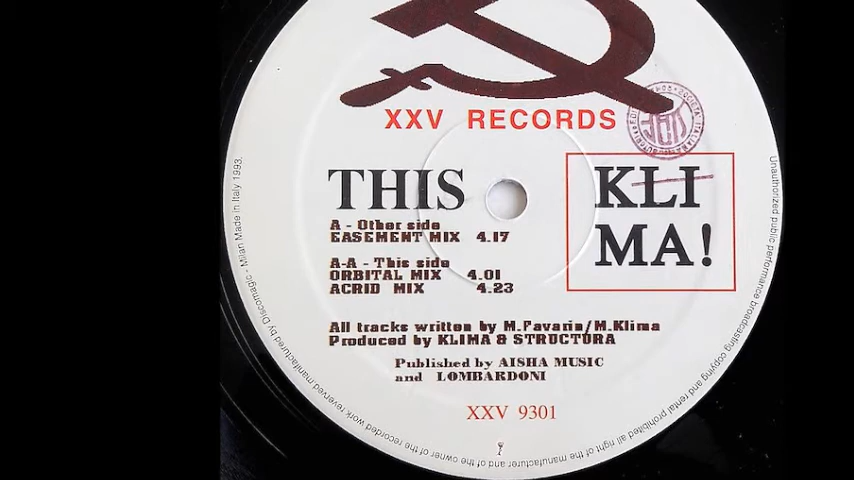 XXV RECORDS
THIS
KLI
MA!
A - Other side
EASEMENT MIX 4.17
A-A - This side
ORBITAL MIX 4.01
ACRID MIX 4.23
All tracks written by M.Pavarin/M.Klima
Produced by KLIMA & STRUCTURA
Published by AISHA MUSIC
and LOMBARDONI
XXV 9301
Unauthorized public performance broadcasting copying and rental prohibited all right of the manufacturer and of the owner of the recorded work reverved manifactured by Discomagic - Milan Made in Italy 1993.